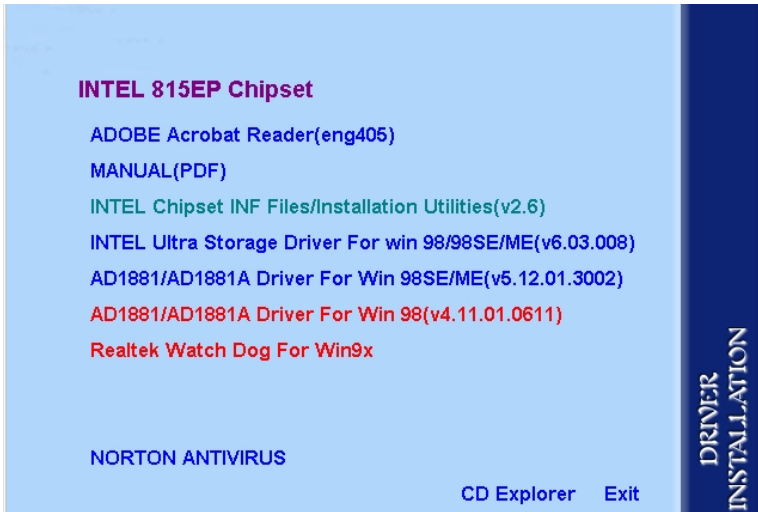 INTEL 815EP Chipset
ADOBE Acrobat Reader(eng405)
MANUAL(PDF)
INTEL Chipset INF Files/Installation Utilities(v2.6)
INTEL Ultra Storage Driver For win 98/98SE/ME(v6.03.008)
AD1881/AD1881A Driver For Win 98SE/ME(v5.12.01.3002)
AD1881/AD1881A Driver For Win 98(v4.11.01.0611)
Realtek Watch Dog For Win9x
NORTON ANTIVIRUS
CD Explorer Exit
DRIVER
INSTALLATION